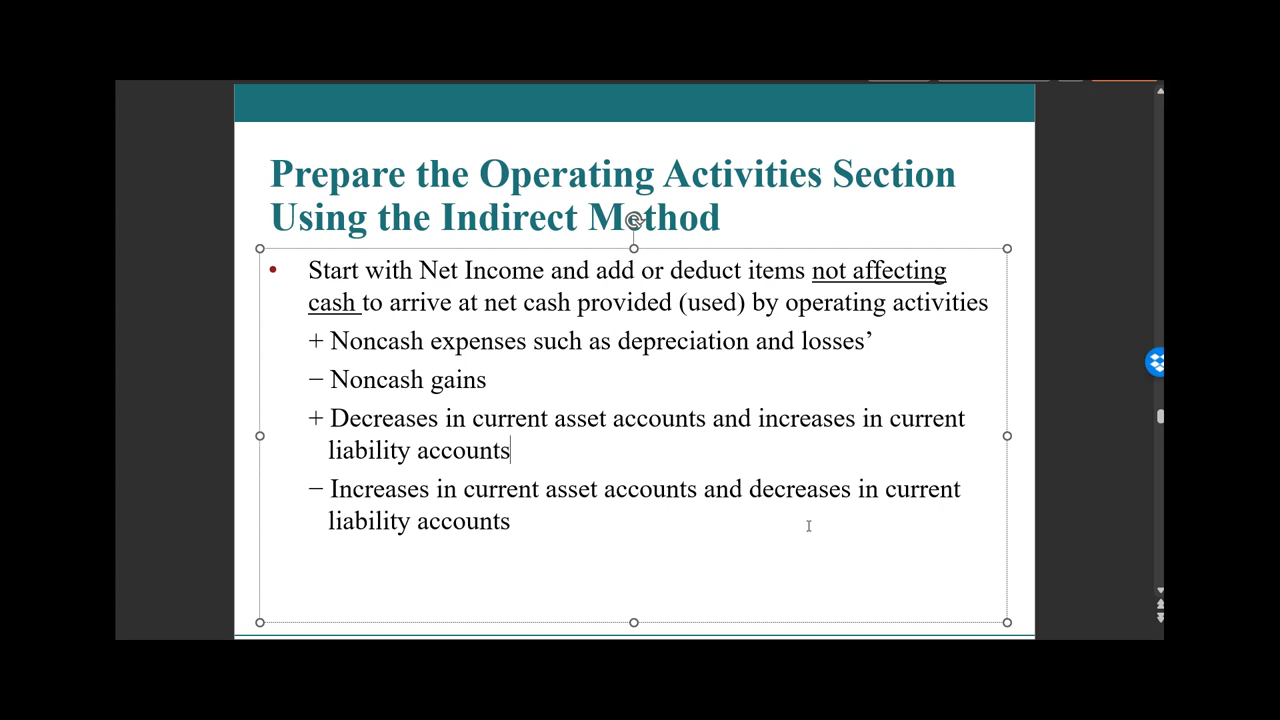 Prepare the Operating Activities Section
Using the Indirect Method
• Start with Net Income and add or deduct items not affecting
cash to arrive at net cash provided (used) by operating activities
+ Noncash expenses such as depreciation and losses’
− Noncash gains
+ Decreases in current asset accounts and increases in current
liability accounts
− Increases in current asset accounts and decreases in current
liability accounts